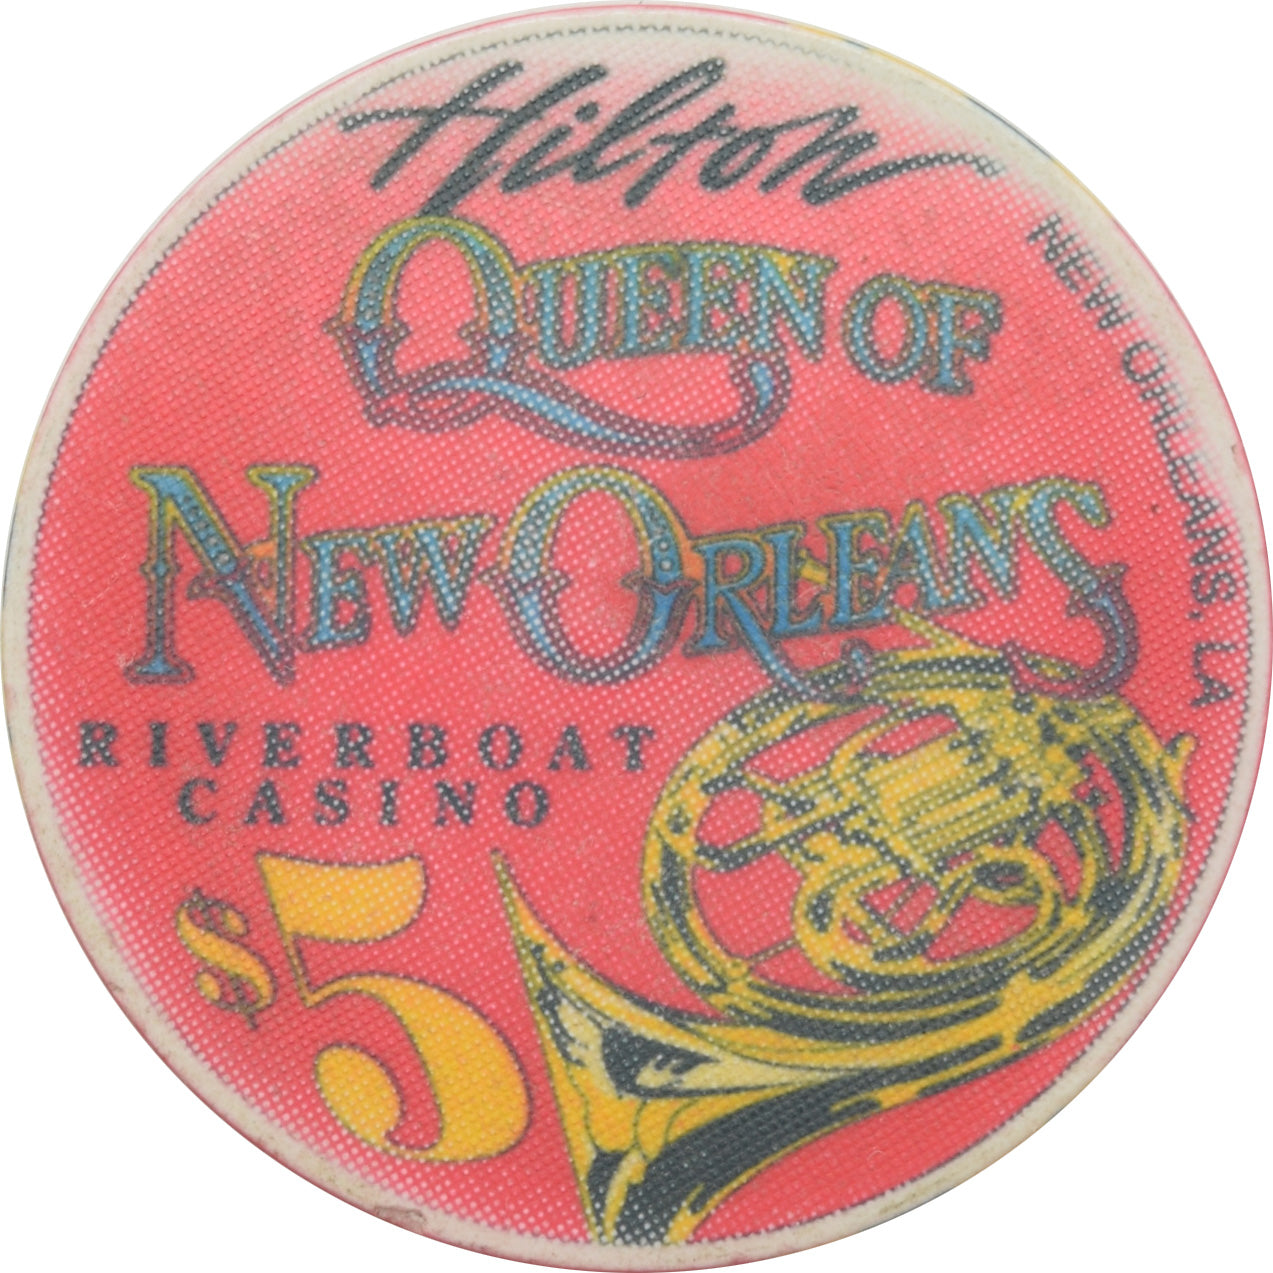 Hilton
QUEEN OF
NEW ORLEANS
NEW ORLEANS, LA
RIVERBOAT
CASINO
$5